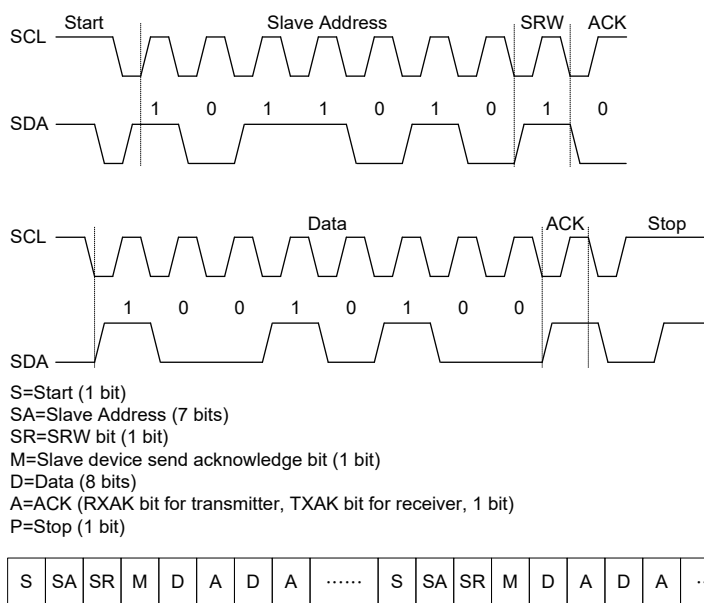 Start Slave Address SRW ACK
SCL
1 0 1 1 0 1 0 1 0
SDA
Data ACK Stop
SCL
1 0 0 1 0 1 0 0
SDA
S=Start (1 bit)
SA=Slave Address (7 bits)
SR=SRW bit (1 bit)
M=Slave device send acknowledge bit (1 bit)
D=Data (8 bits)
A=ACK (RXAK bit for transmitter, TXAK bit for receiver, 1 bit)
P=Stop (1 bit)
S SA SR M D A D A ...... S SA SR M D A D A ..